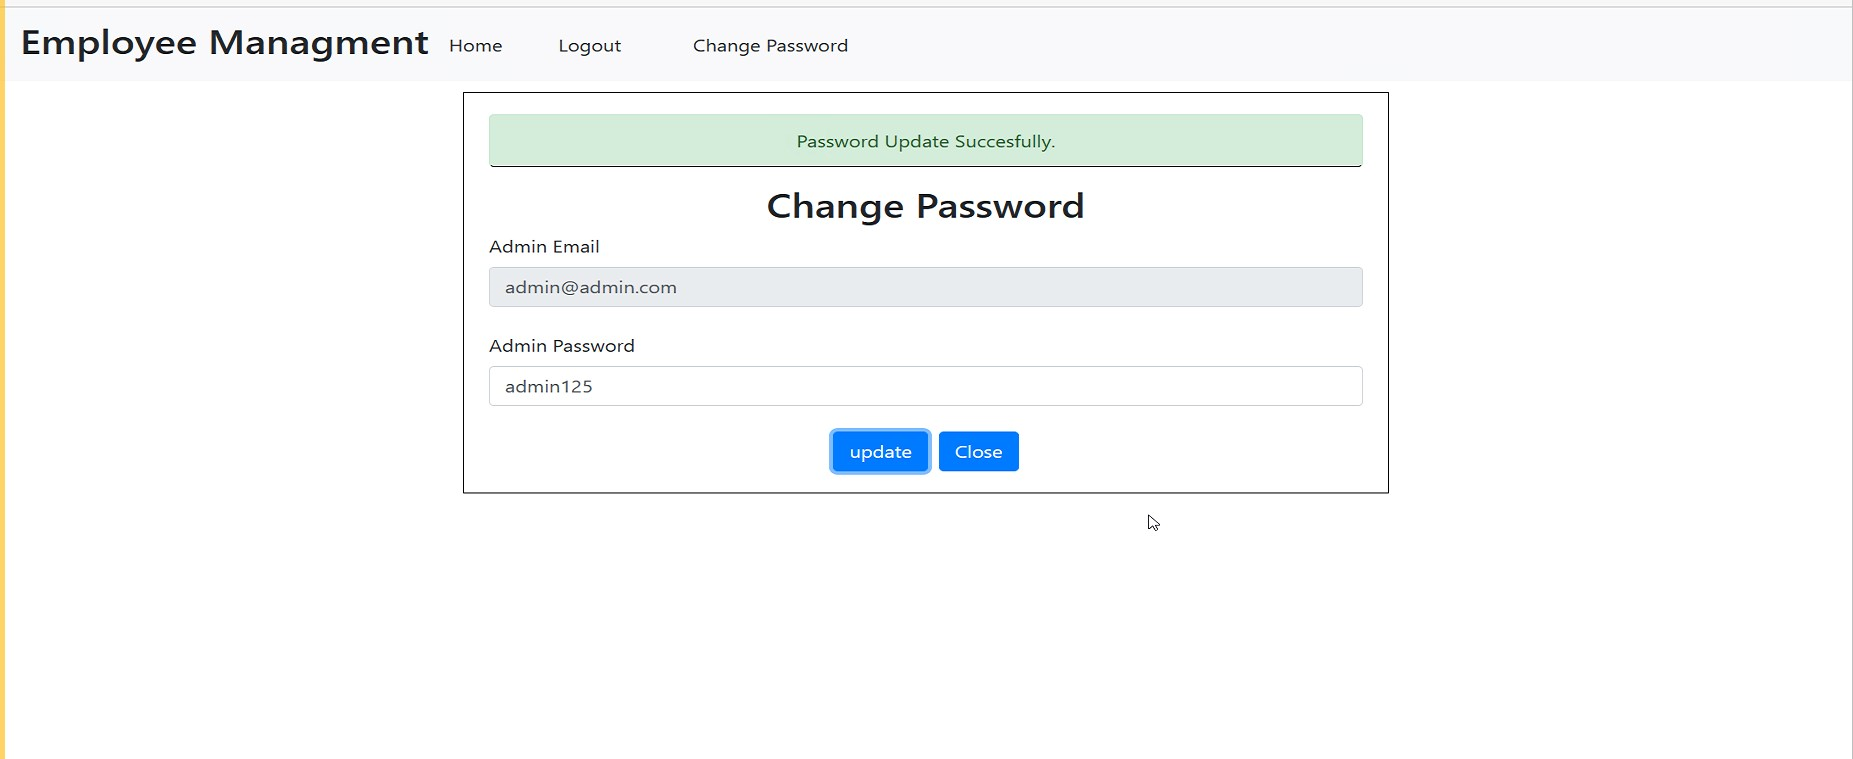 Employee Managment Home Logout Change Password
Password Update Succesfully.
Change Password
Admin Email
admin@admin.com
Admin Password
admin125
update Close